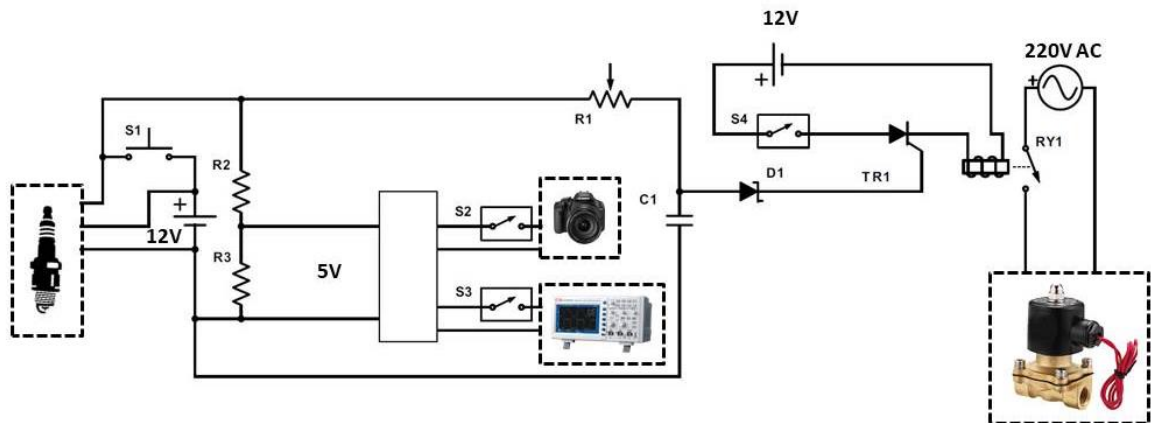 12V
220V AC
+
+
S1
R1
S4
RY1
R2
D1
TR1
S2
C1
+
12V
R3
5V
S3